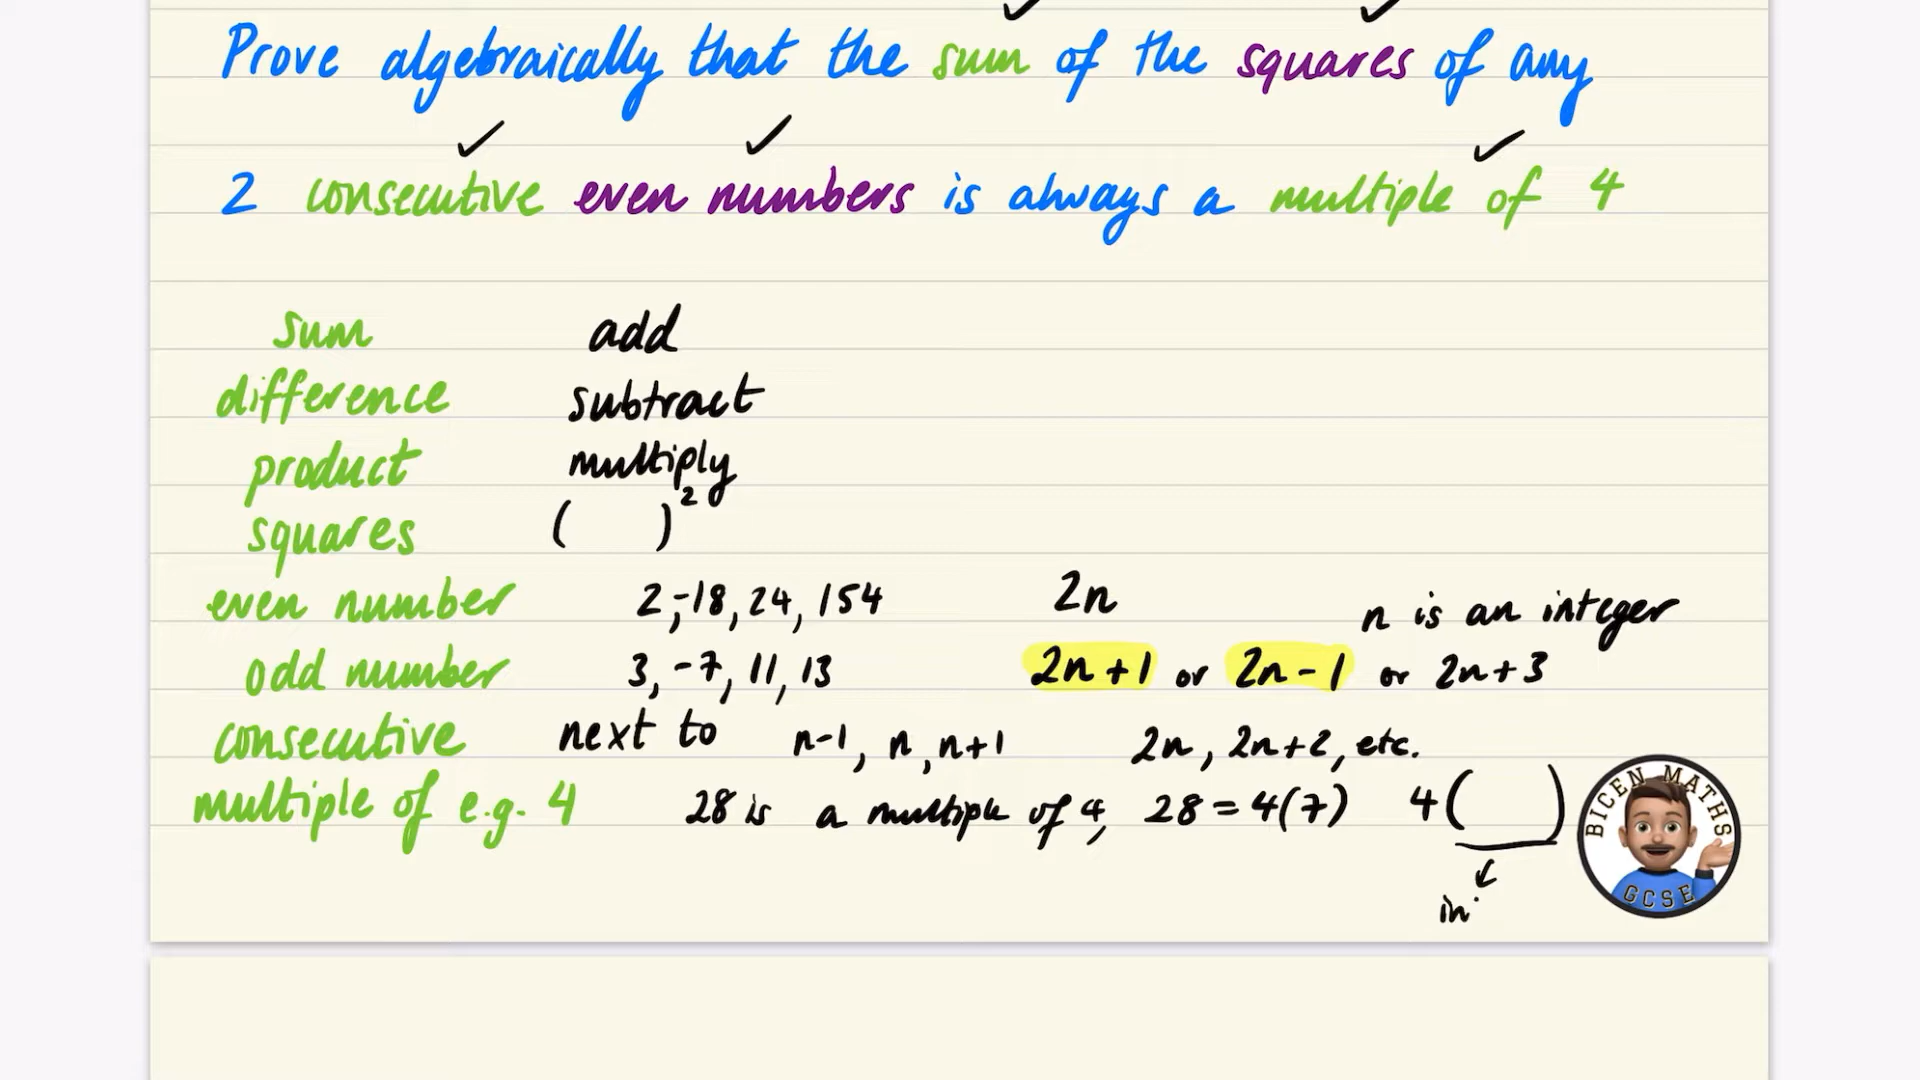 Prove algebraically that the sum of the squares of any
2 consecutive even numbers is always a multiple of 4
sum add
difference subtract
product multiply
squares ( )²
even number 2, -18, 24, 154 2n n is an integer
odd number 3, -7, 11, 13 2n+1 or 2n-1 or 2n+3
consecutive next to n-1, n, n+1 2n, 2n+2, etc.
multiple of e.g. 4 28 is a multiple of 4, 28 = 4(7) 4( )
in
BICEN MATHS
GCSE